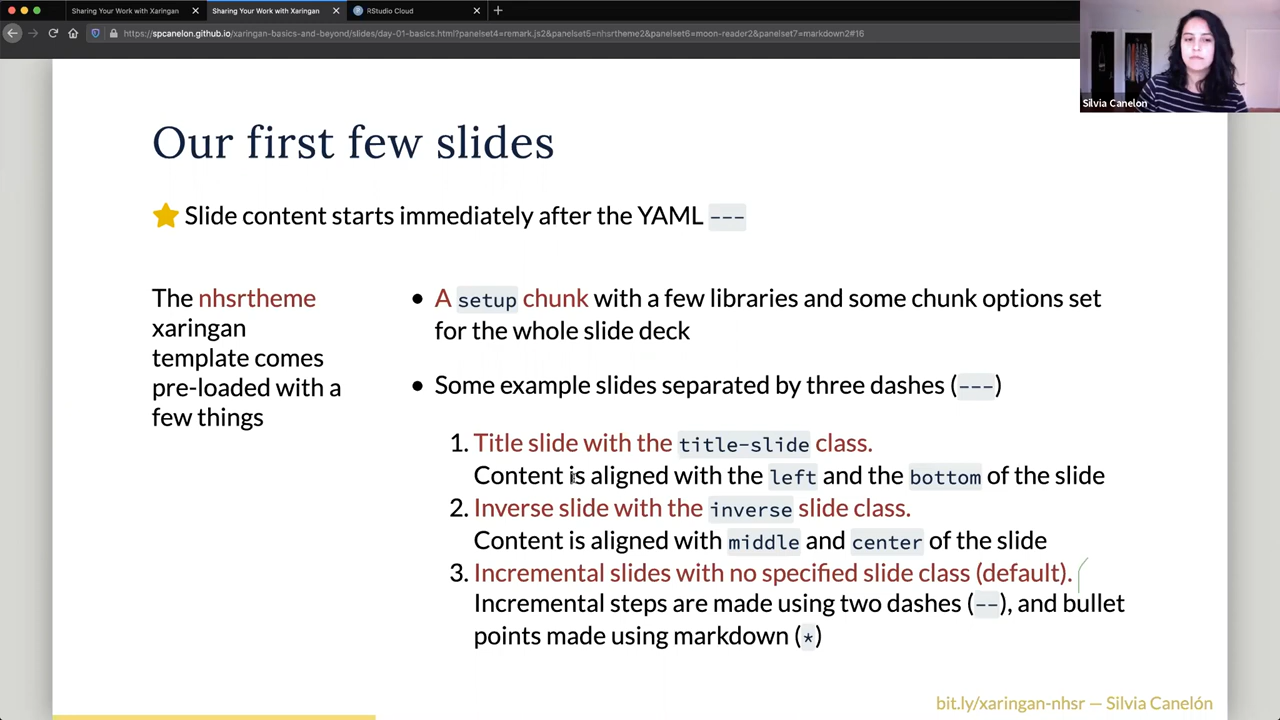 Sharing Your Work with Xaringan
Sharing Your Work with Xaringan
RStudio Cloud
https://spcanelon.github.io/xaringan-basics-and-beyond/slides/day-01-basics.html?panelset4=remark.js2&panelset5=nhsrtheme2&panelset6=moon-reader2&panelset7=markdown2#16
Silvia Canelon
Our first few slides
Slide content starts immediately after the YAML ---
The nhsrtheme
xaringan
template comes
pre-loaded with a
few things
• A setup chunk with a few libraries and some chunk options set
for the whole slide deck
• Some example slides separated by three dashes (---)
1. Title slide with the title-slide class.
Content is aligned with the left and the bottom of the slide
2. Inverse slide with the inverse slide class.
Content is aligned with middle and center of the slide
3. Incremental slides with no specified slide class (default).
Incremental steps are made using two dashes (--), and bullet
points made using markdown (*)
bit.ly/xaringan-nhsr — Silvia Canelón